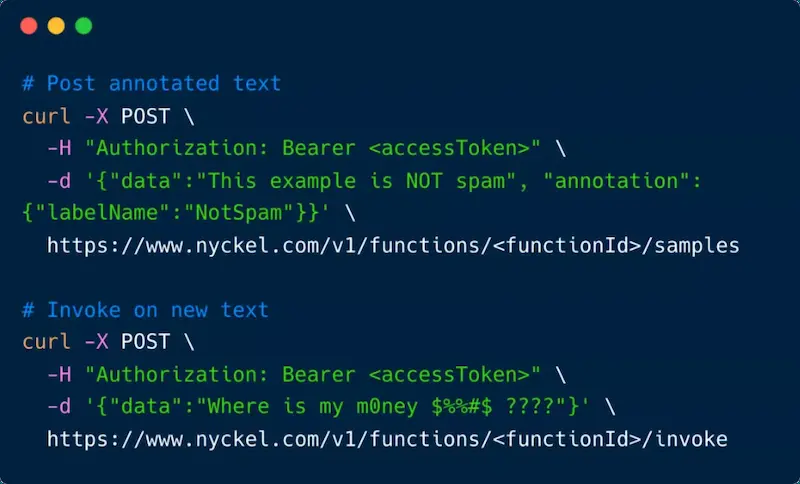 # Post annotated text
curl -X POST \
  -H "Authorization: Bearer <accessToken>" \
  -d '{"data":"This example is NOT spam", "annotation":
{"labelName":"NotSpam"}}' \
  https://www.nyckel.com/v1/functions/<functionId>/samples

# Invoke on new text
curl -X POST \
  -H "Authorization: Bearer <accessToken>" \
  -d '{"data":"Where is my m0ney $%%#$ ????"}' \
  https://www.nyckel.com/v1/functions/<functionId>/invoke